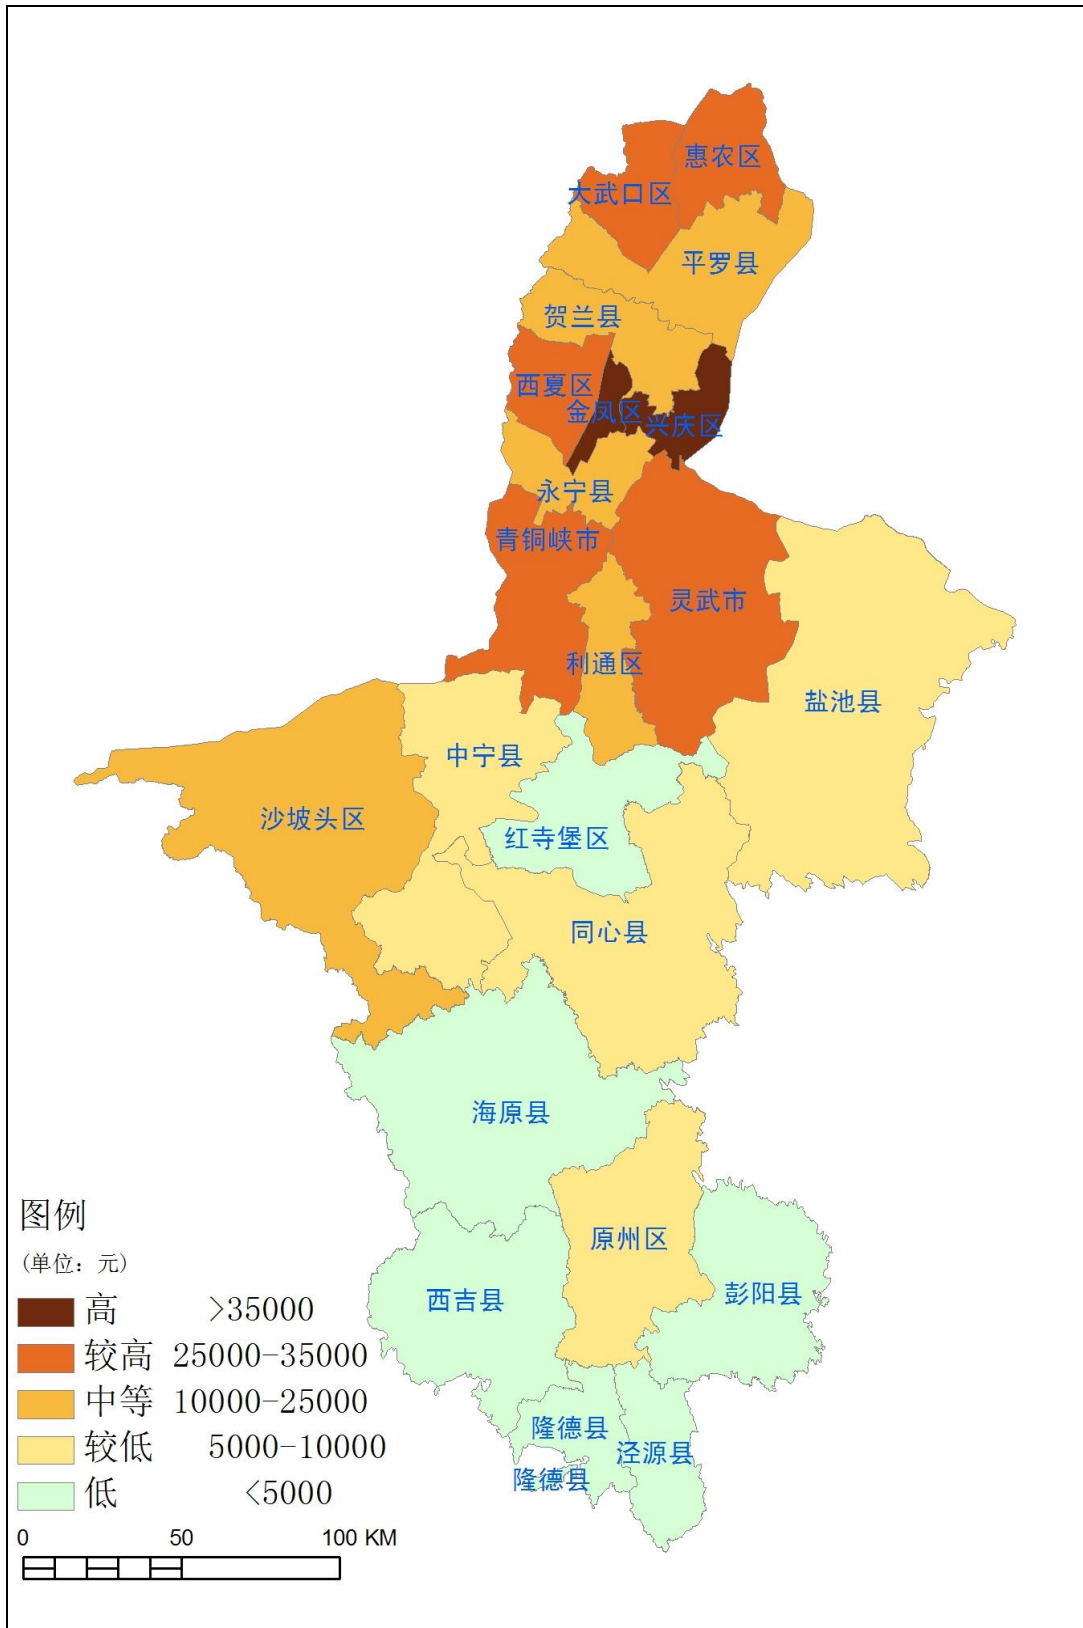 惠农区
大武口区
平罗县
贺兰县
西夏区
金凤区
兴庆区
永宁县
青铜峡市
灵武市
利通区
盐池县
中宁县
沙坡头区
红寺堡区
同心县
海原县
原州区
彭阳县
西吉县
隆德县
泾源县
隆德县
图例
(单位：元)
高 >35000
较高 25000-35000
中等 10000-25000
较低 5000-10000
低 <5000
0 50 100 KM